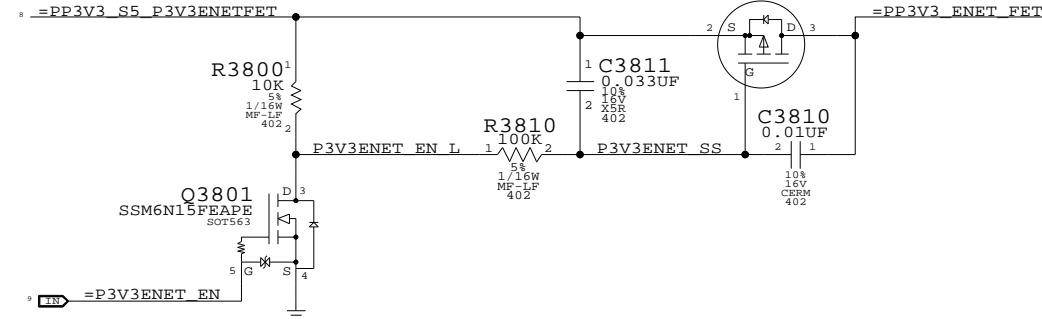 8 =PP3V3_S5_P3V3ENETFET
=PP3V3_ENET_FET
2 S D 3
G
1
R3800 1
10K
5%
1/16W
MF-LF
402 2
1 C3811
0.033UF
10%
2 16V
X5R
402
C3810
0.01UF
2 1
10%
16V
CERM
402
R3810
100K
P3V3ENET_EN_L 1 2 P3V3ENET_SS
5%
1/16W
MF-LF
402
Q3801
SSM6N15FEAPE
SOT563
D 3
5 G S 4
9 IN =P3V3ENET_EN